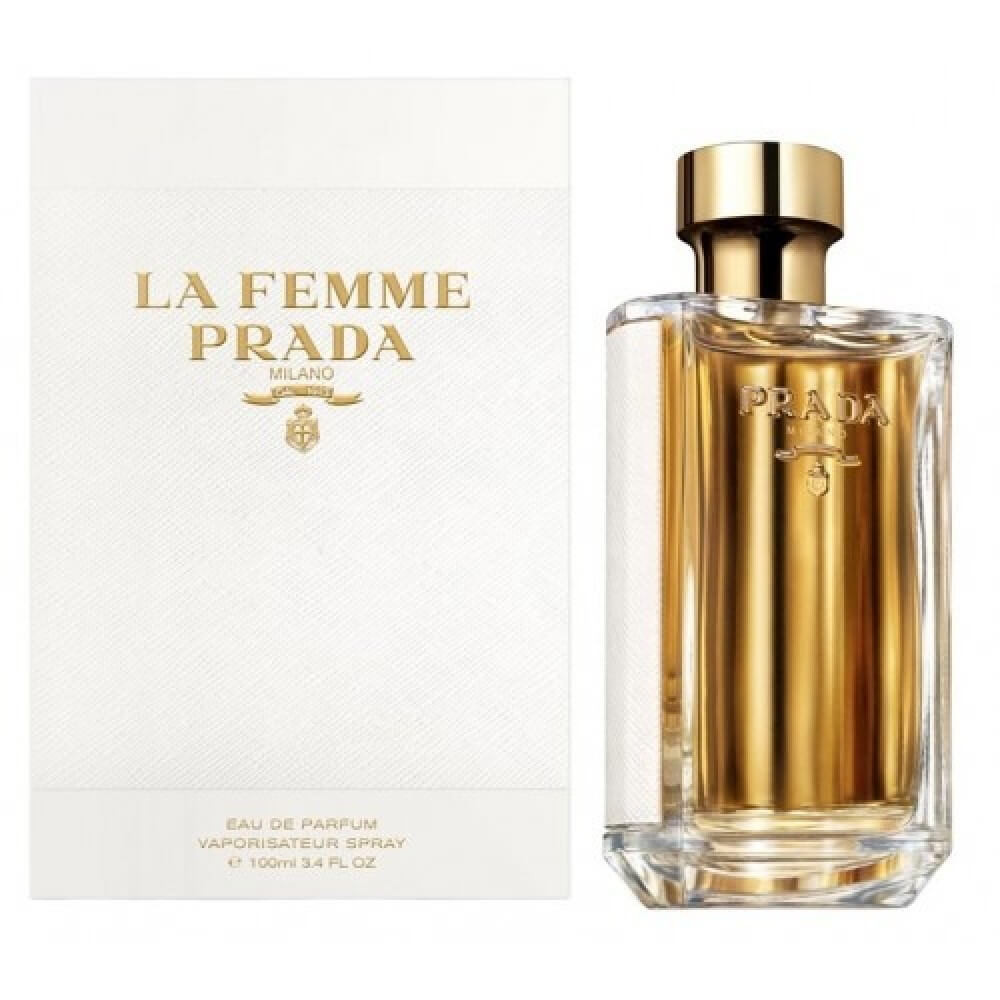 LA FEMME
PRADA
MILANO
EAU DE PARFUM
VAPORISATEUR SPRAY
℮ 100ml 3.4 FL OZ
PRADA
MILANO